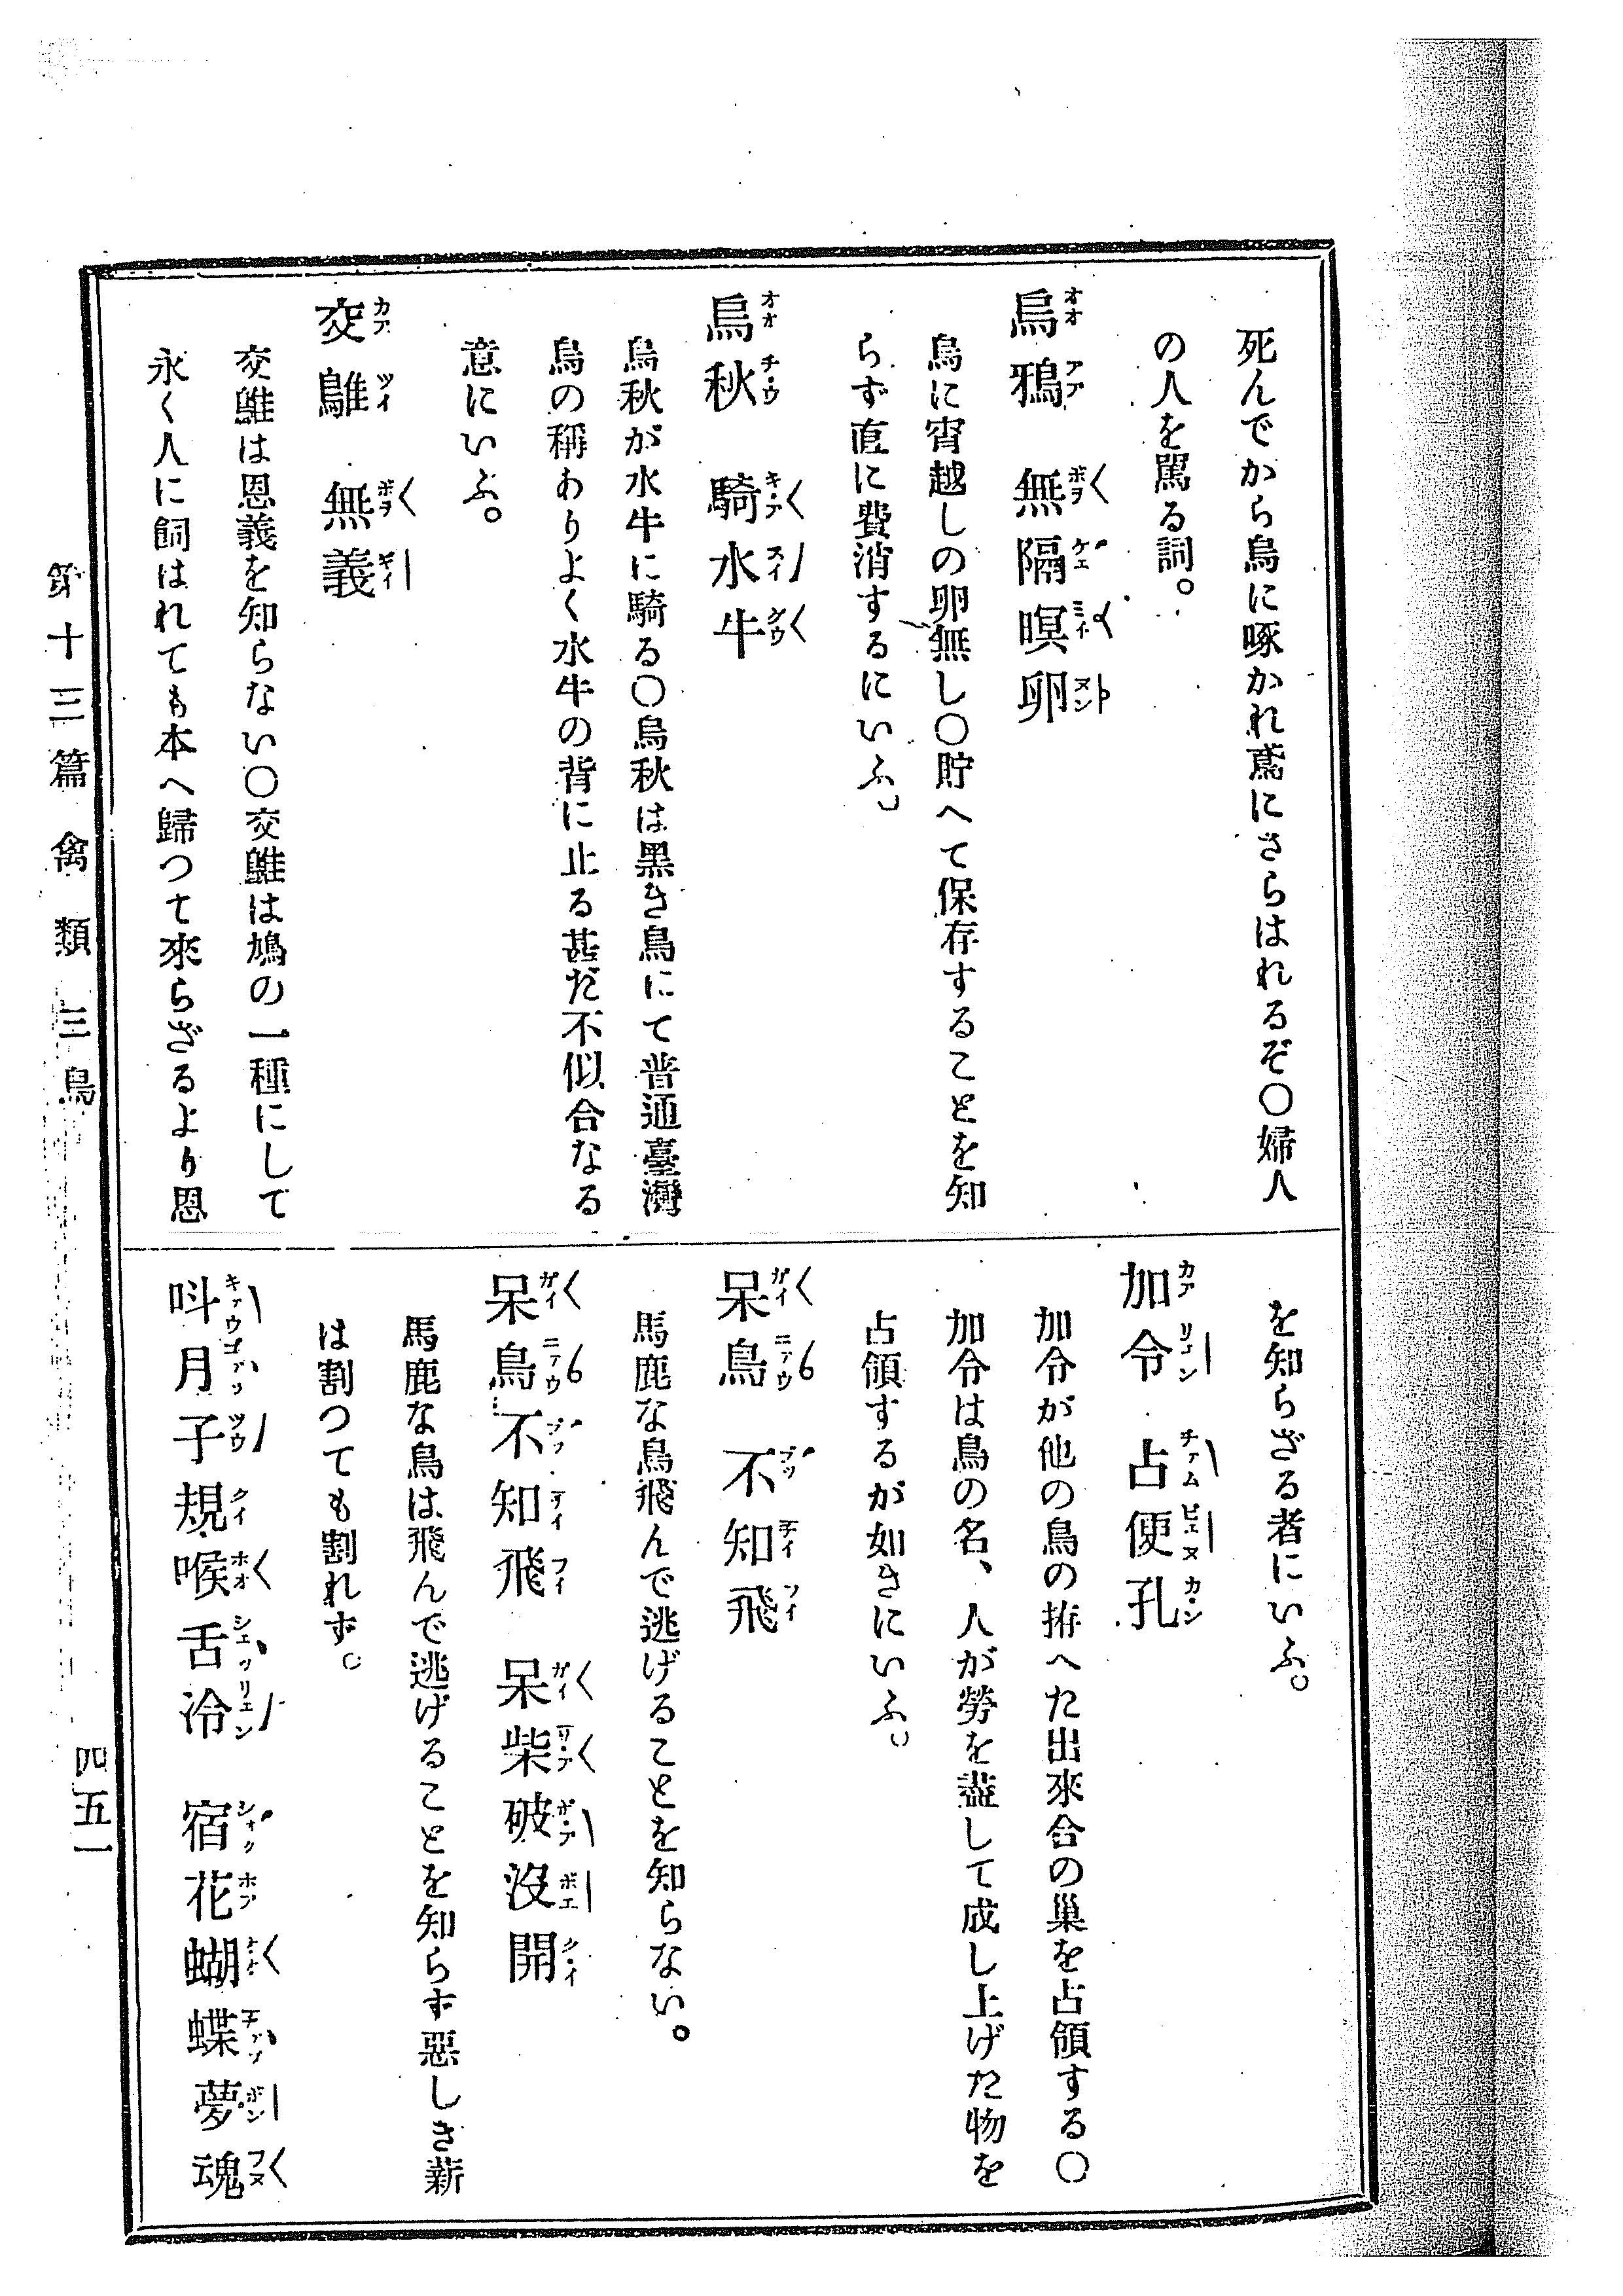 死んでから烏に啄かれ鳶にさらはれるぞ〇婦人
の人を罵る詞。
烏鴉 無隔暝卵
烏に宵越しの卵無し〇貯へて保存することを知
らず直に費消するにいふ。
烏秋 騎水牛
烏秋が水牛に騎る〇烏秋は黑き鳥にて普通臺灣
烏の稱ありよく水牛の背に止る甚だ不似合なる
意にいふ。
交鵻 無義
交鵻は恩義を知らない〇交鵻は鳩の一種にして
永く人に飼はれても本へ歸つて來らざるより恩
を知らざる者にいふ。
加令 占便孔
加令が他の鳥の拵へた出來合の巢を占領する〇
加令は鳥の名、人が勞を盡して成し上げた物を
占領するが如きにいふ。
呆鳥 不知飛
馬鹿な鳥飛んで逃げることを知らない。
呆鳥不知飛 呆柴破沒開
馬鹿な鳥は飛んで逃げることを知らず惡しき薪
は割つても割れず。
呌月子規喉舌冷 宿花蝴蝶夢魂
第十三篇 禽類 三鳥
四五一